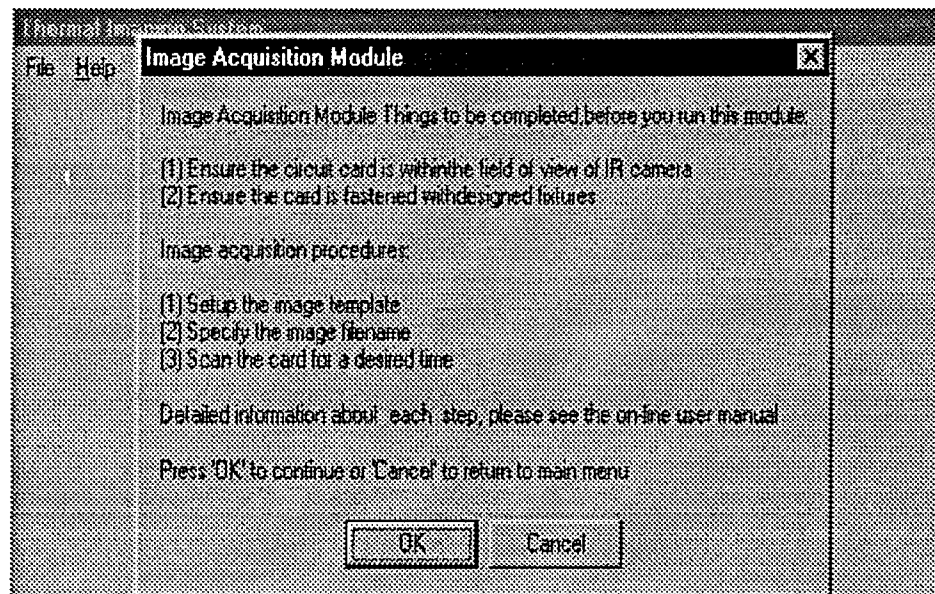 Thermal Imaging System
File Help
Image Acquisition Module
Image Acquisition Module Things to be completed before you run this module:
(1) Ensure the circuit card is withinthe field of view of IR camera
(2) Ensure the card is fastened withdesigned fixtures
Image acquisition procedures:
(1) Setup the image template
(2) Specify the image filename
(3) Scan the card for a desired time
Detailed information about each step, please see the on-line user manual
Press 'OK' to continue or 'Cancel' to return to main menu
OK Cancel